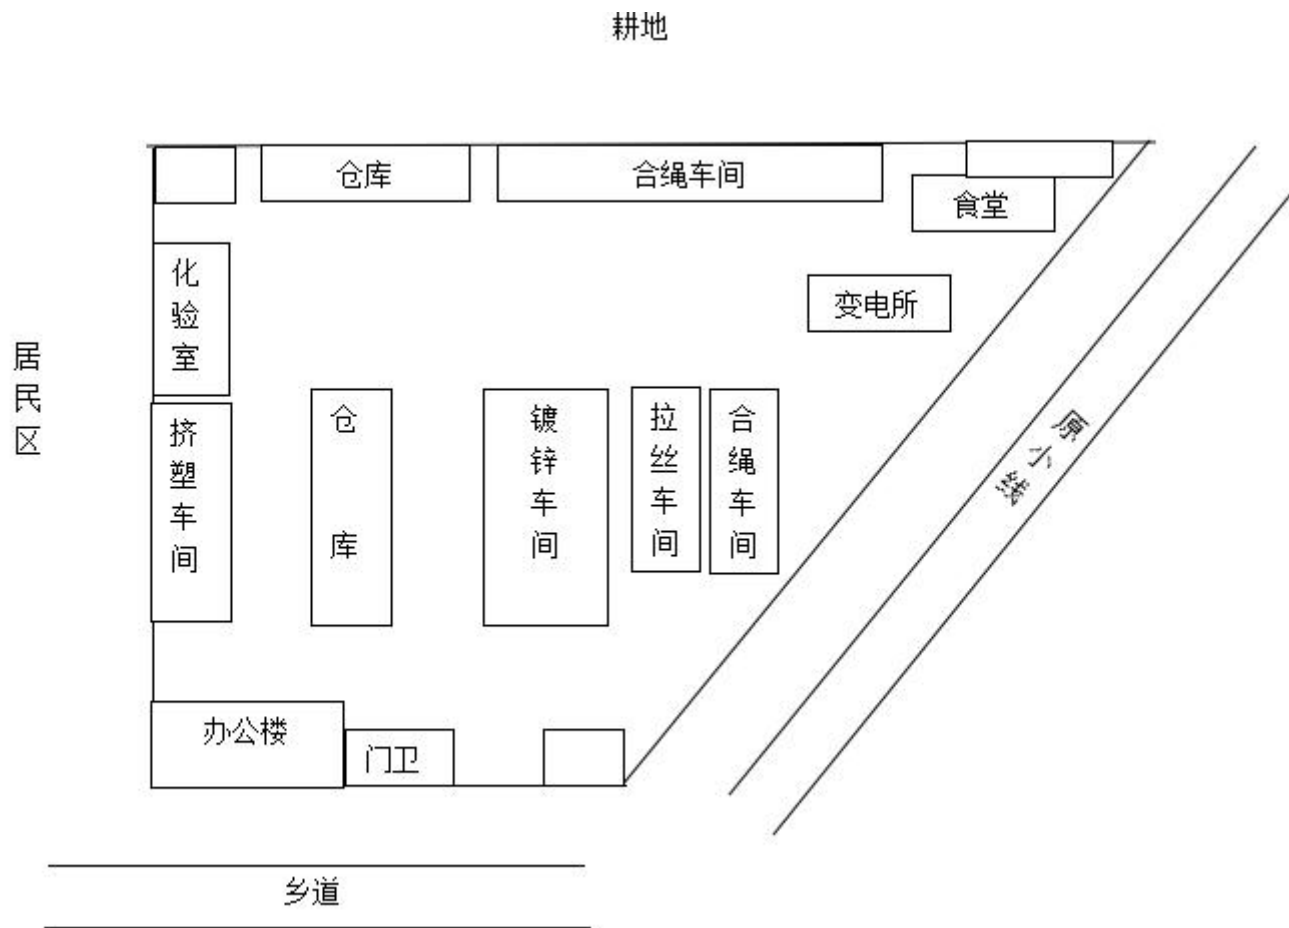 耕地
仓库
合绳车间
食堂
化验室
变电所
居民区
挤塑车间
仓库
镀锌车间
拉丝车间
合绳车间
原小线
办公楼
门卫
乡道